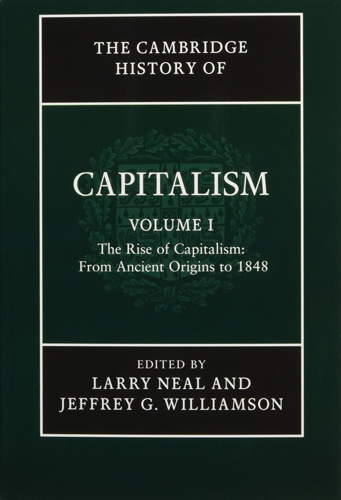 THE CAMBRIDGE
HISTORY OF
CAPITALISM
VOLUME I
The Rise of Capitalism:
From Ancient Origins to 1848
EDITED BY
LARRY NEAL AND
JEFFREY G. WILLIAMSON